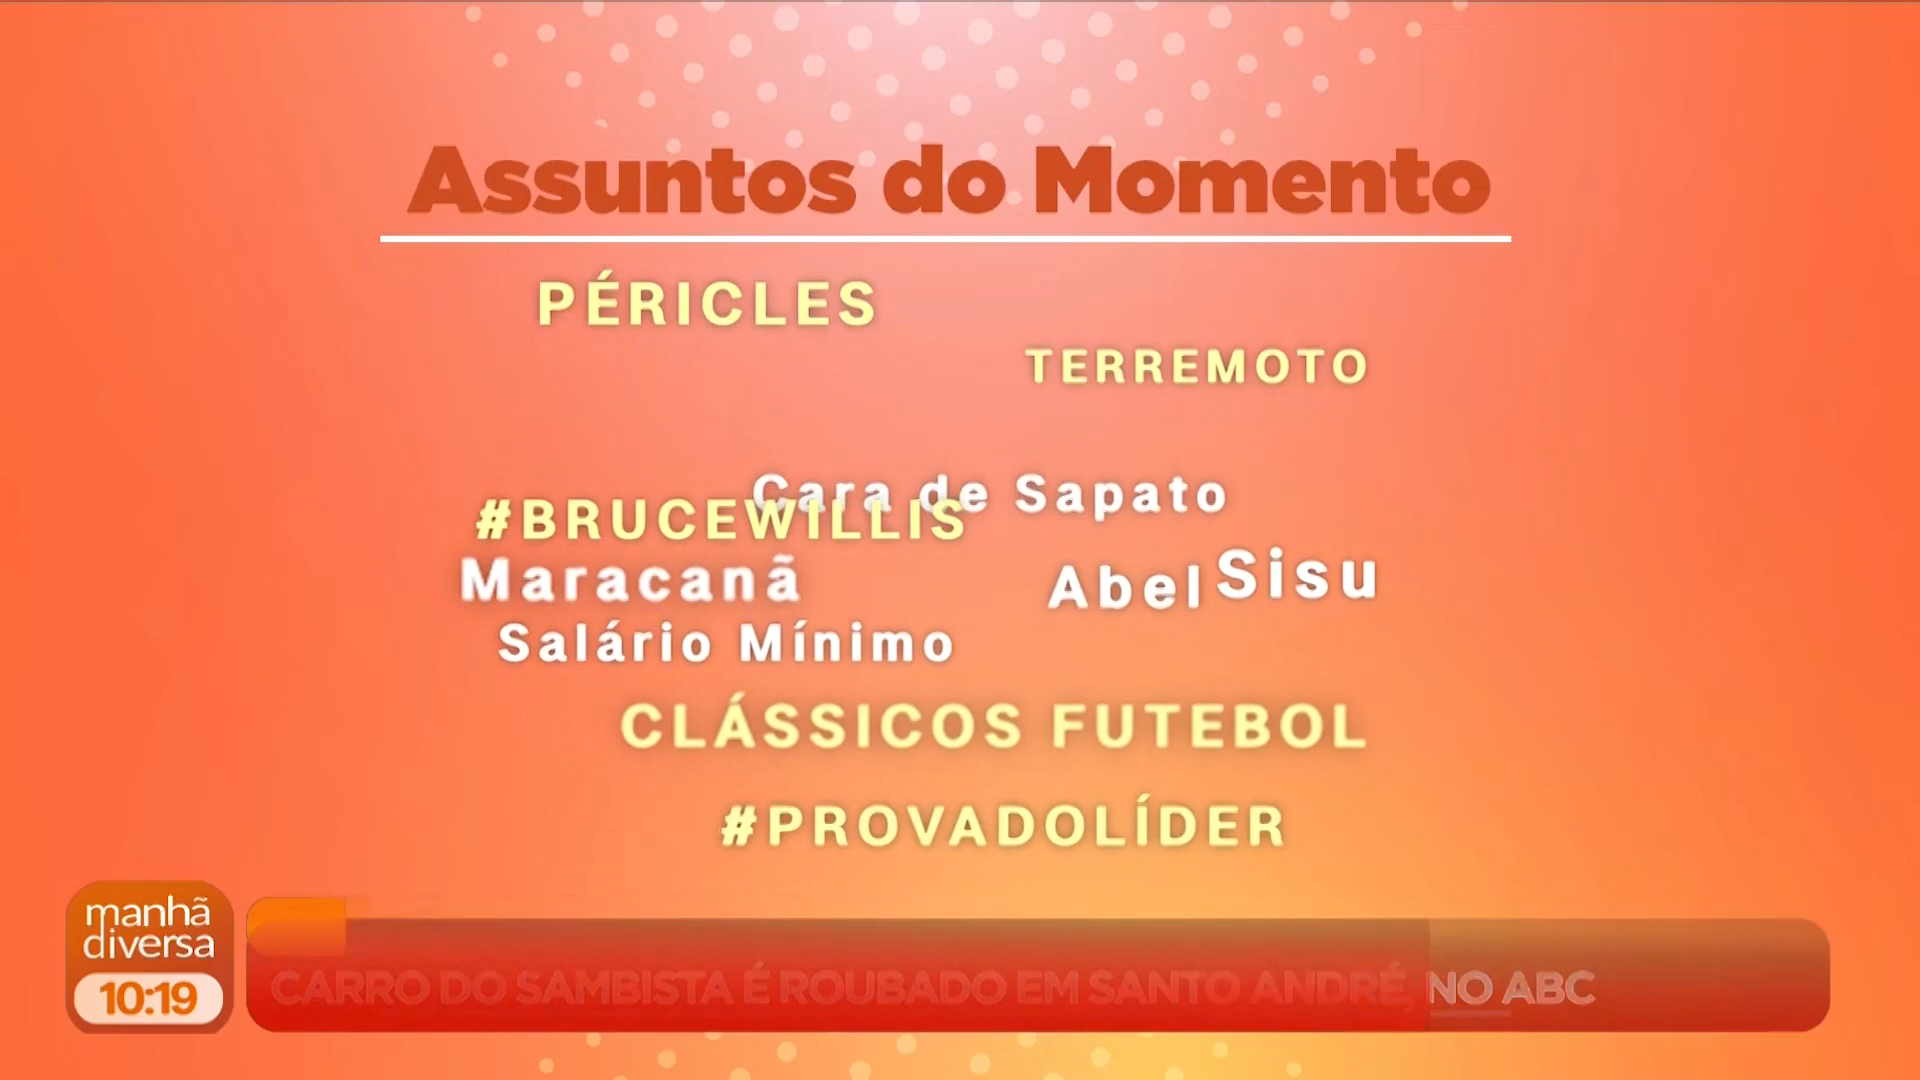 Assuntos do Momento
PÉRICLES
TERREMOTO
Cara de Sapato
#BRUCEWILLIS
Maracanã
Abel
Sisu
Salário Mínimo
CLÁSSICOS FUTEBOL
#PROVADOLÍDER
manhã
diversa
10:19
CARRO DO SAMBISTA É ROUBADO EM SANTO ANDRÉ, NO ABC